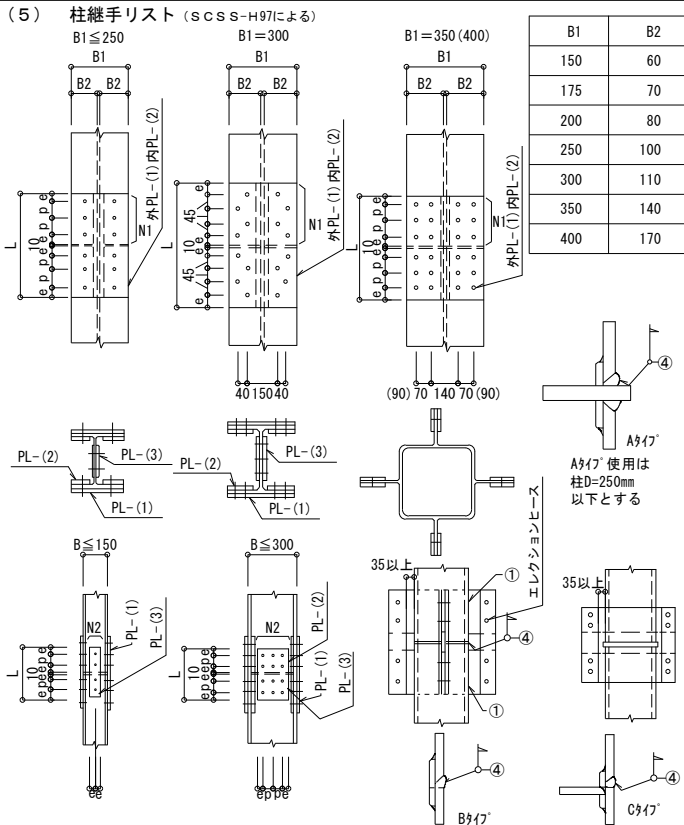 (5) 柱継手リスト (SCSS-H97による)
B1≦250
B1
B2 B2
L
e
p
p
e
10
e
p
p
e
N1
外PL-(1) 内PL-(2)
B1=300
B1
B2 B2
L
e
45
e
10
e
45
e
N1
外PL-(1) 内PL-(2)
40 150 40
B1=350(400)
B1
B2 B2
L
e
p
p
e
10
e
p
p
e
N1
外PL-(1) 内PL-(2)
(90) 70 140 70 (90)
B1 B2
150 60
175 70
200 80
250 100
300 110
350 140
400 170
④
Aタイプ
Aタイプ使用は
柱D=250mm
以下とする
PL-(2)
PL-(3)
PL-(1)
PL-(2)
PL-(3)
PL-(1)
B≦150
N2
PL-(1)
PL-(3)
L
e
p
e
10
e
p
e
e
e
B≦300
N2
PL-(2)
PL-(1)
PL-(3)
L
e
p
e
10
e
p
e
e p p e
35以上
①
エレクションピース
④
①
35以上
④
Bタイプ
④
Cタイプ